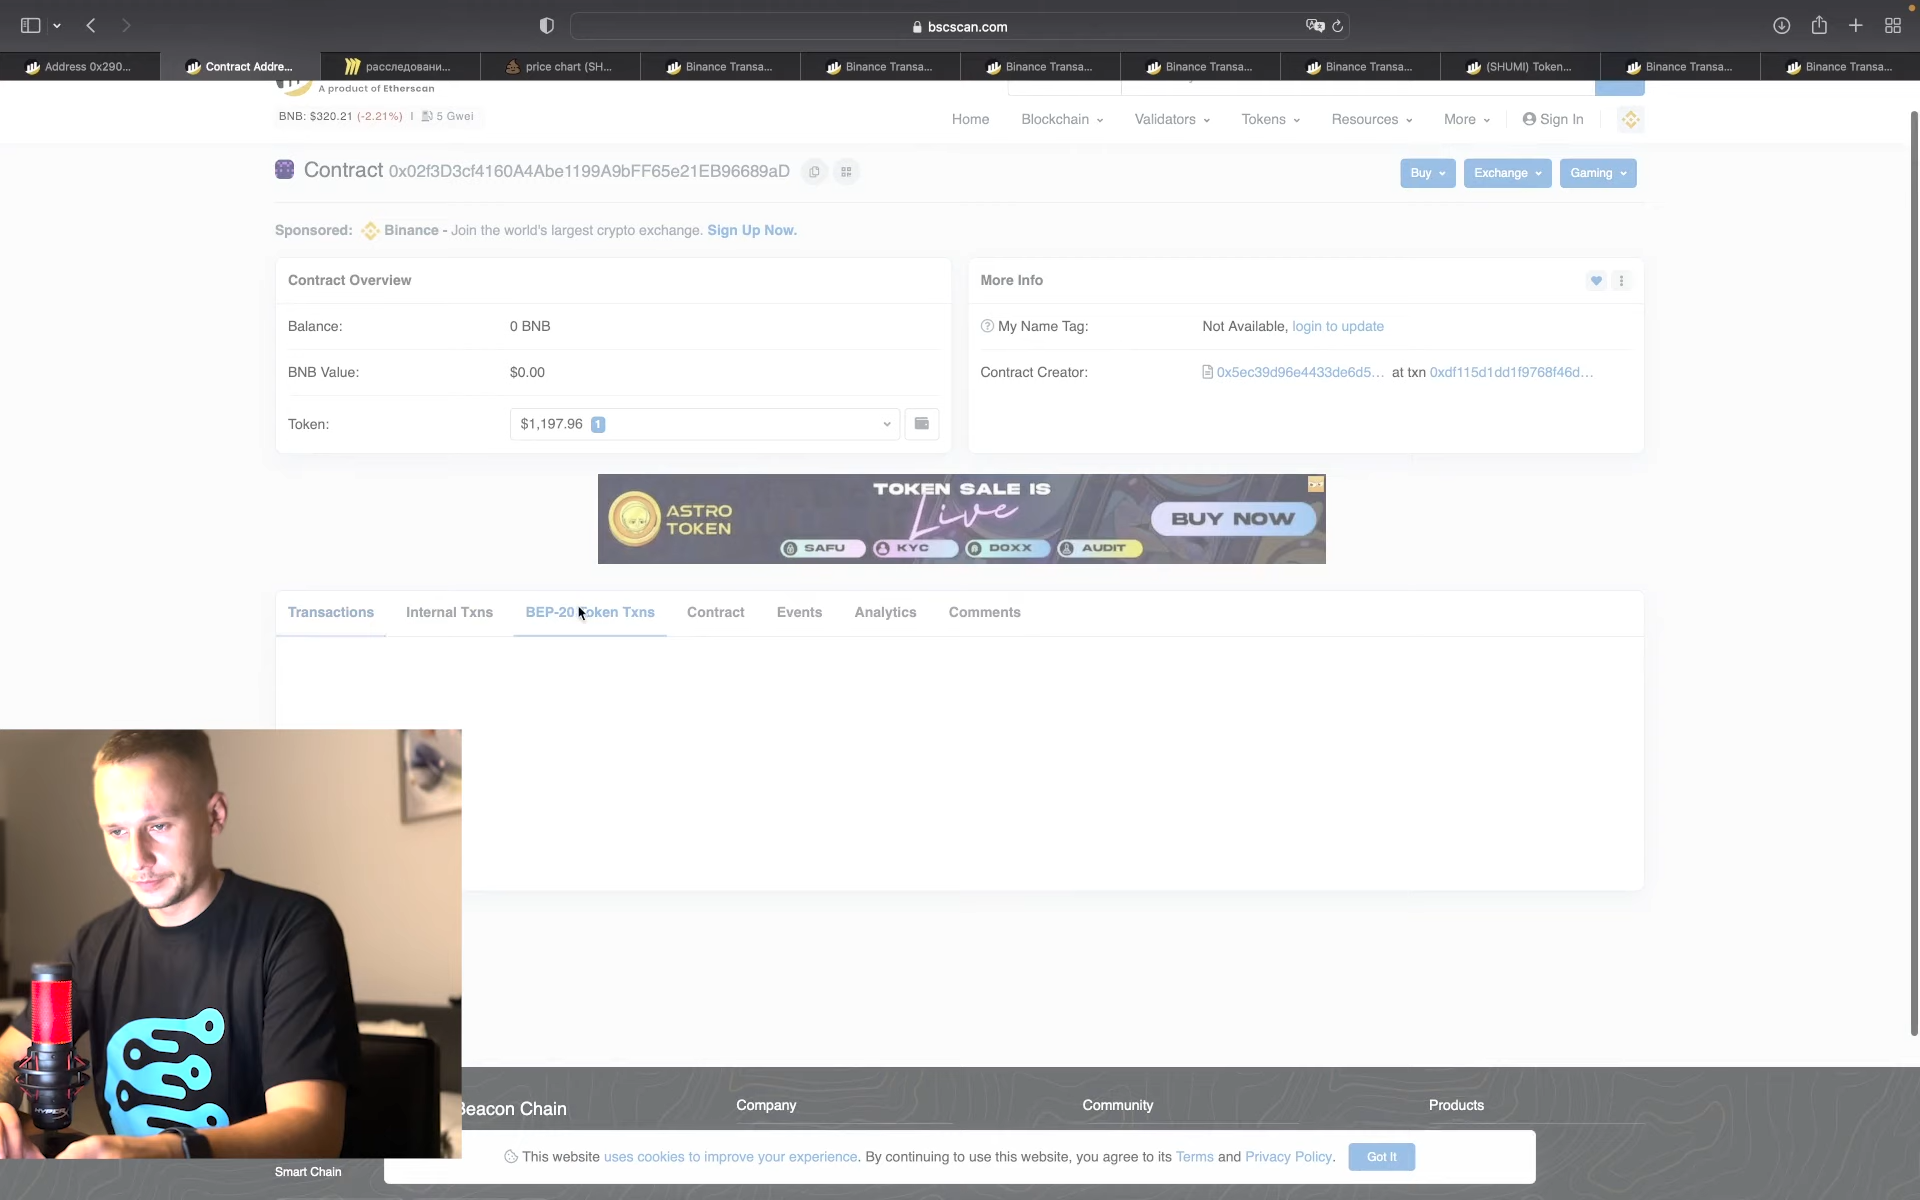 bscscan.com
Address 0x290...
Contract Addre...
расследовани...
price chart (SH...
Binance Transa...
Binance Transa...
Binance Transa...
Binance Transa...
Binance Transa...
(SHUMI) Token...
Binance Transa...
Binance Transa...
A product of Etherscan
BNB: $320.21 (-2.21%) | 5 Gwei
Home
Blockchain
Validators
Tokens
Resources
More
Sign In
Contract 0x02f3D3cf4160A4Abe1199A9bFF65e21EB96689aD
Buy
Exchange
Gaming
Sponsored: Binance - Join the world's largest crypto exchange. Sign Up Now.
Contract Overview
Balance: 0 BNB
BNB Value: $0.00
Token: $1,197.96 1
More Info
My Name Tag: Not Available, login to update
Contract Creator: 0x5ec39d96e4433de6d5... at txn 0xdf115d1dd1f9768f46d...
ASTRO
TOKEN
TOKEN SALE IS
Live
SAFU
KYC
DOXX
AUDIT
BUY NOW
Transactions
Internal Txns
BEP-20 Token Txns
Contract
Events
Analytics
Comments
HYPERX
Beacon Chain
Company
Community
Products
This website uses cookies to improve your experience. By continuing to use this website, you agree to its Terms and Privacy Policy.
Got It
Smart Chain